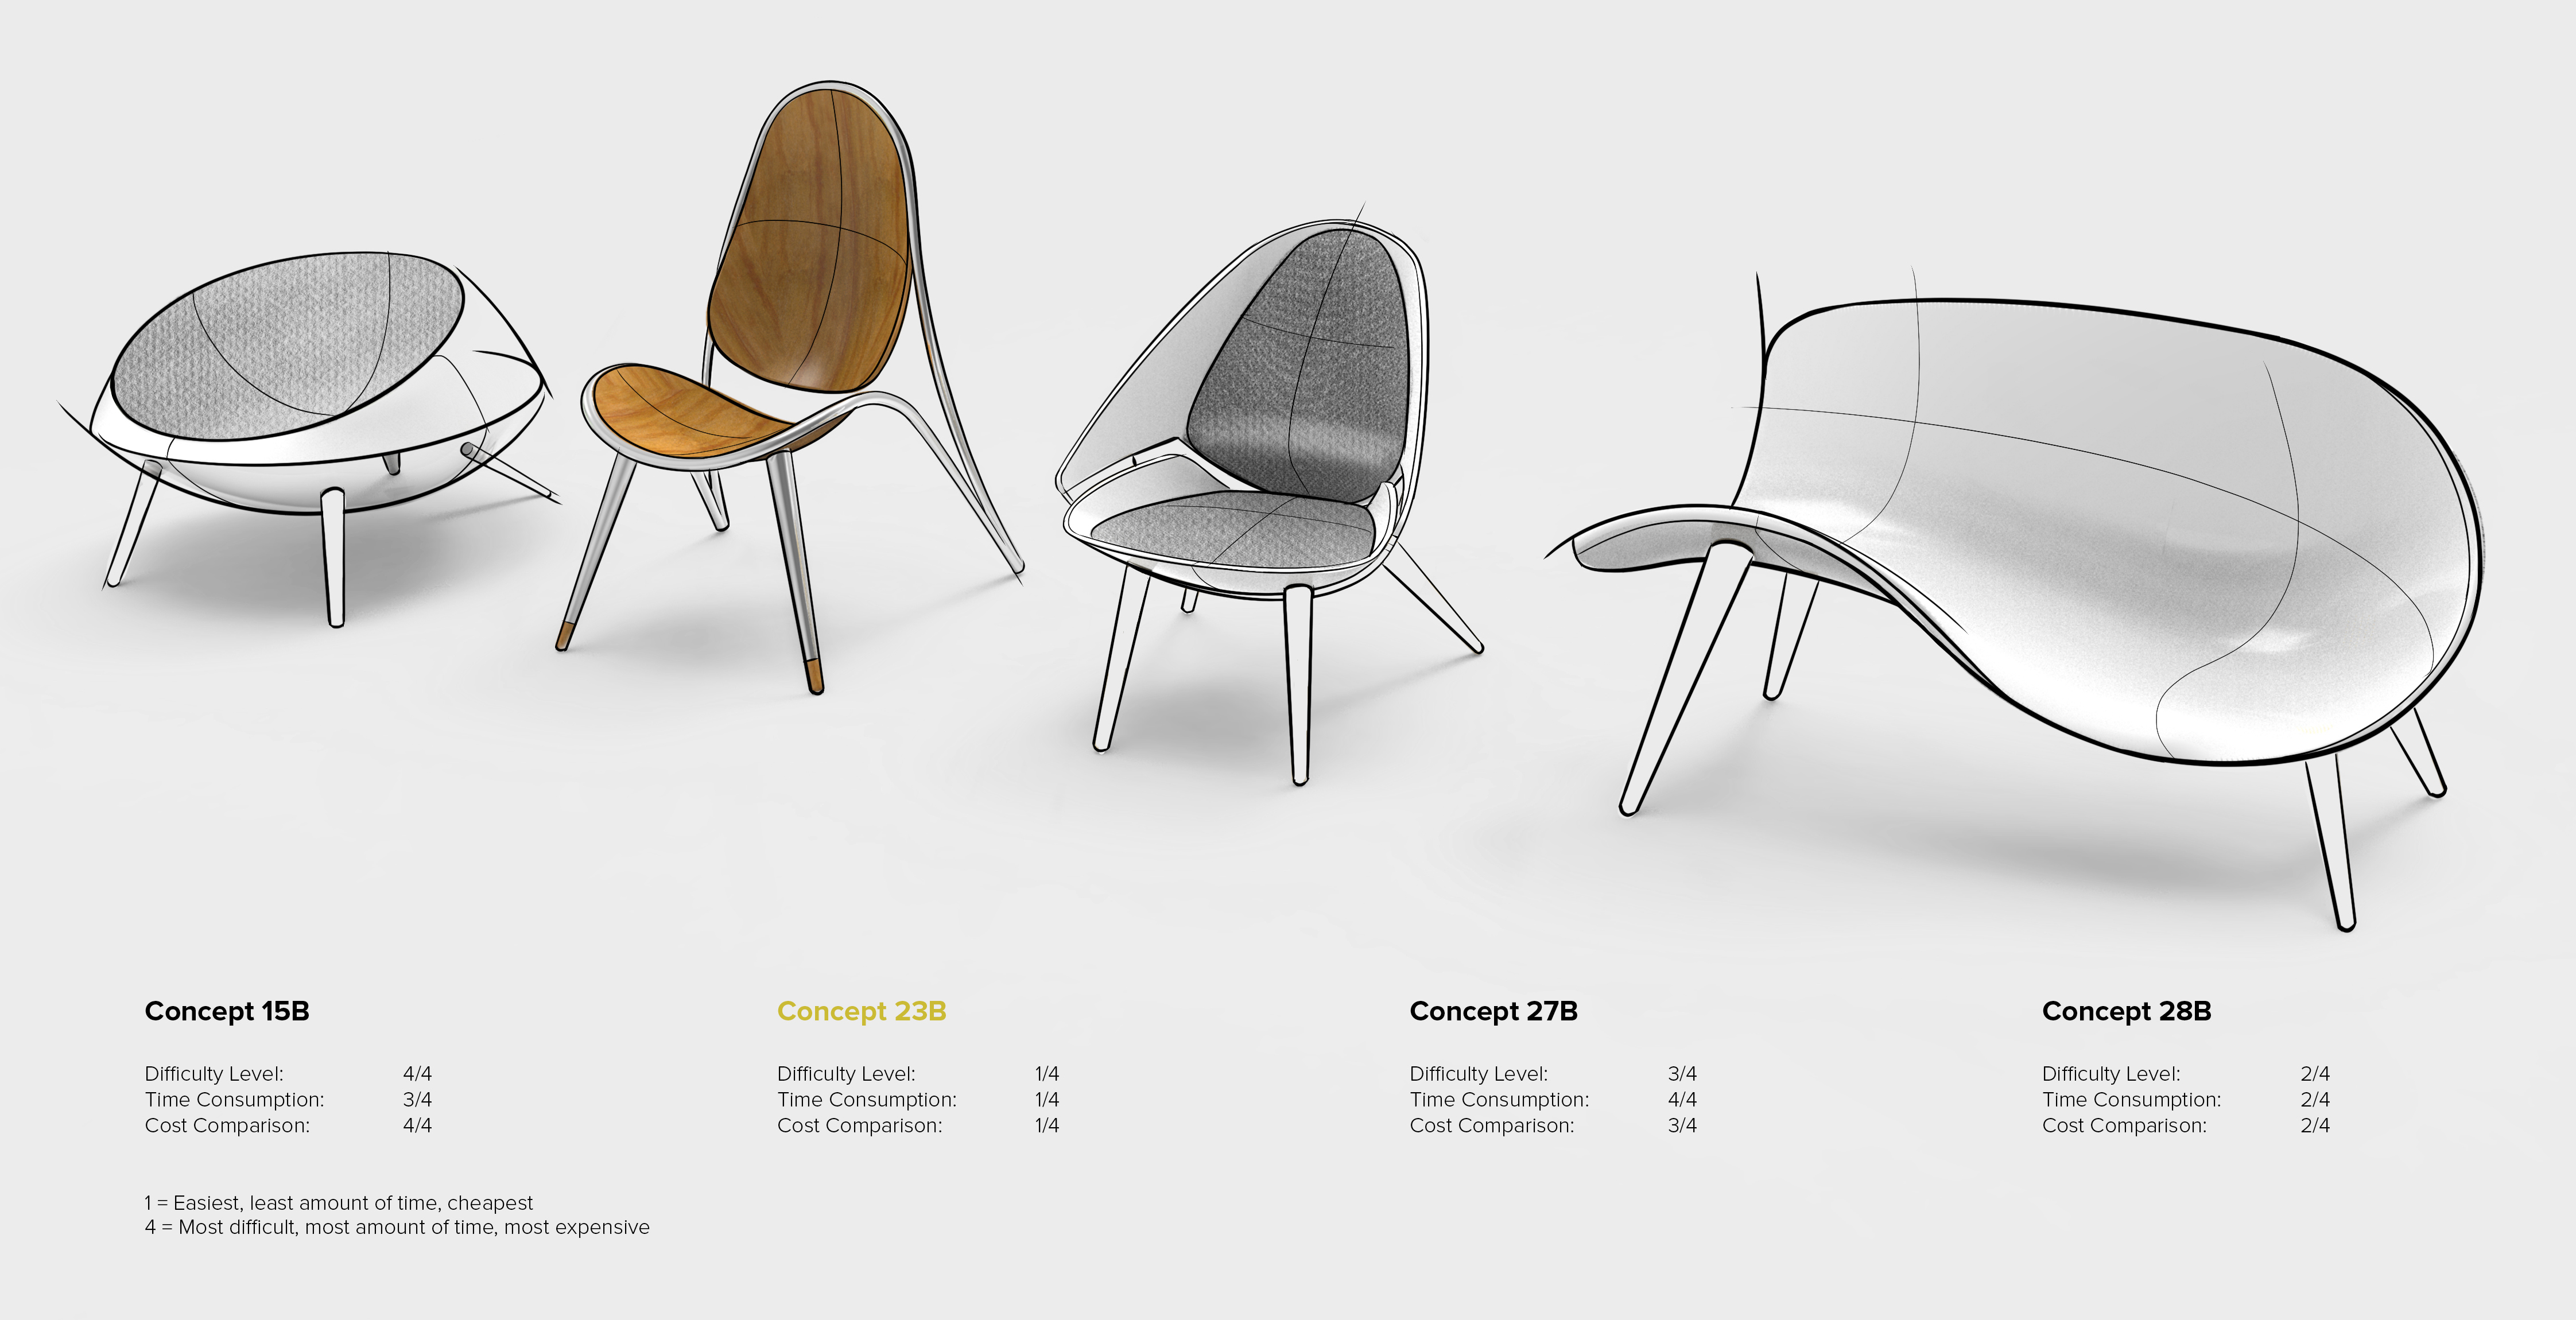 Concept 15B
Difficulty Level: 4/4
Time Consumption: 3/4
Cost Comparison: 4/4
Concept 23B
Difficulty Level: 1/4
Time Consumption: 1/4
Cost Comparison: 1/4
Concept 27B
Difficulty Level: 3/4
Time Consumption: 4/4
Cost Comparison: 3/4
Concept 28B
Difficulty Level: 2/4
Time Consumption: 2/4
Cost Comparison: 2/4
1 = Easiest, least amount of time, cheapest
4 = Most difficult, most amount of time, most expensive